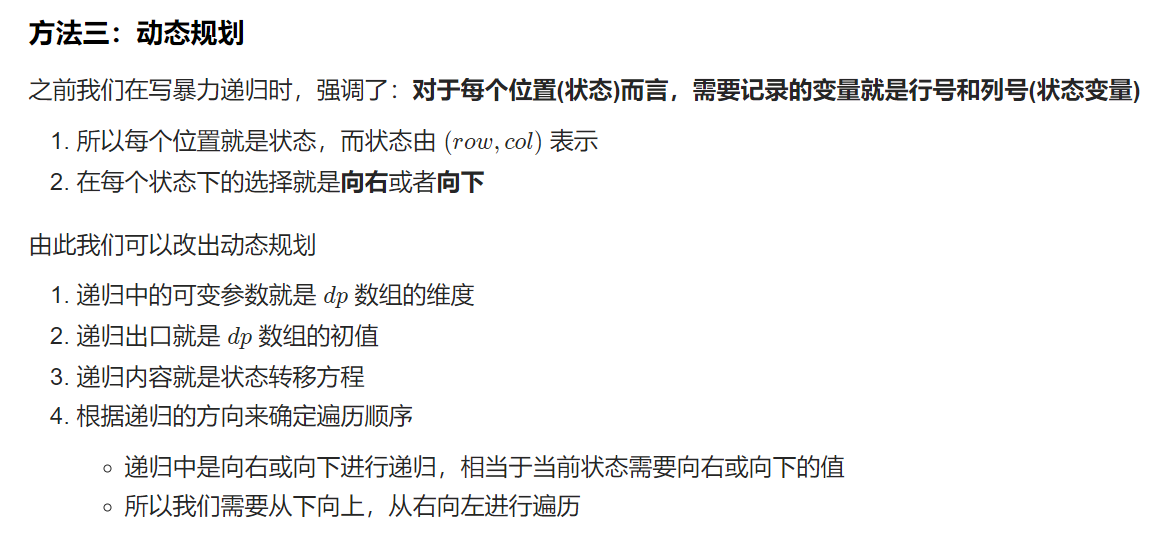 方法三：动态规划
之前我们在写暴力递归时，强调了：对于每个位置(状态)而言，需要记录的变量就是行号和列号(状态变量)
1. 所以每个位置就是状态，而状态由 (row, col) 表示
2. 在每个状态下的选择就是向右或者向下
由此我们可以改出动态规划
1. 递归中的可变参数就是 dp 数组的维度
2. 递归出口就是 dp 数组的初值
3. 递归内容就是状态转移方程
4. 根据递归的方向来确定遍历顺序
◦ 递归中是向右或向下进行递归，相当于当前状态需要向右或向下的值
◦ 所以我们需要从下向上，从右向左进行遍历